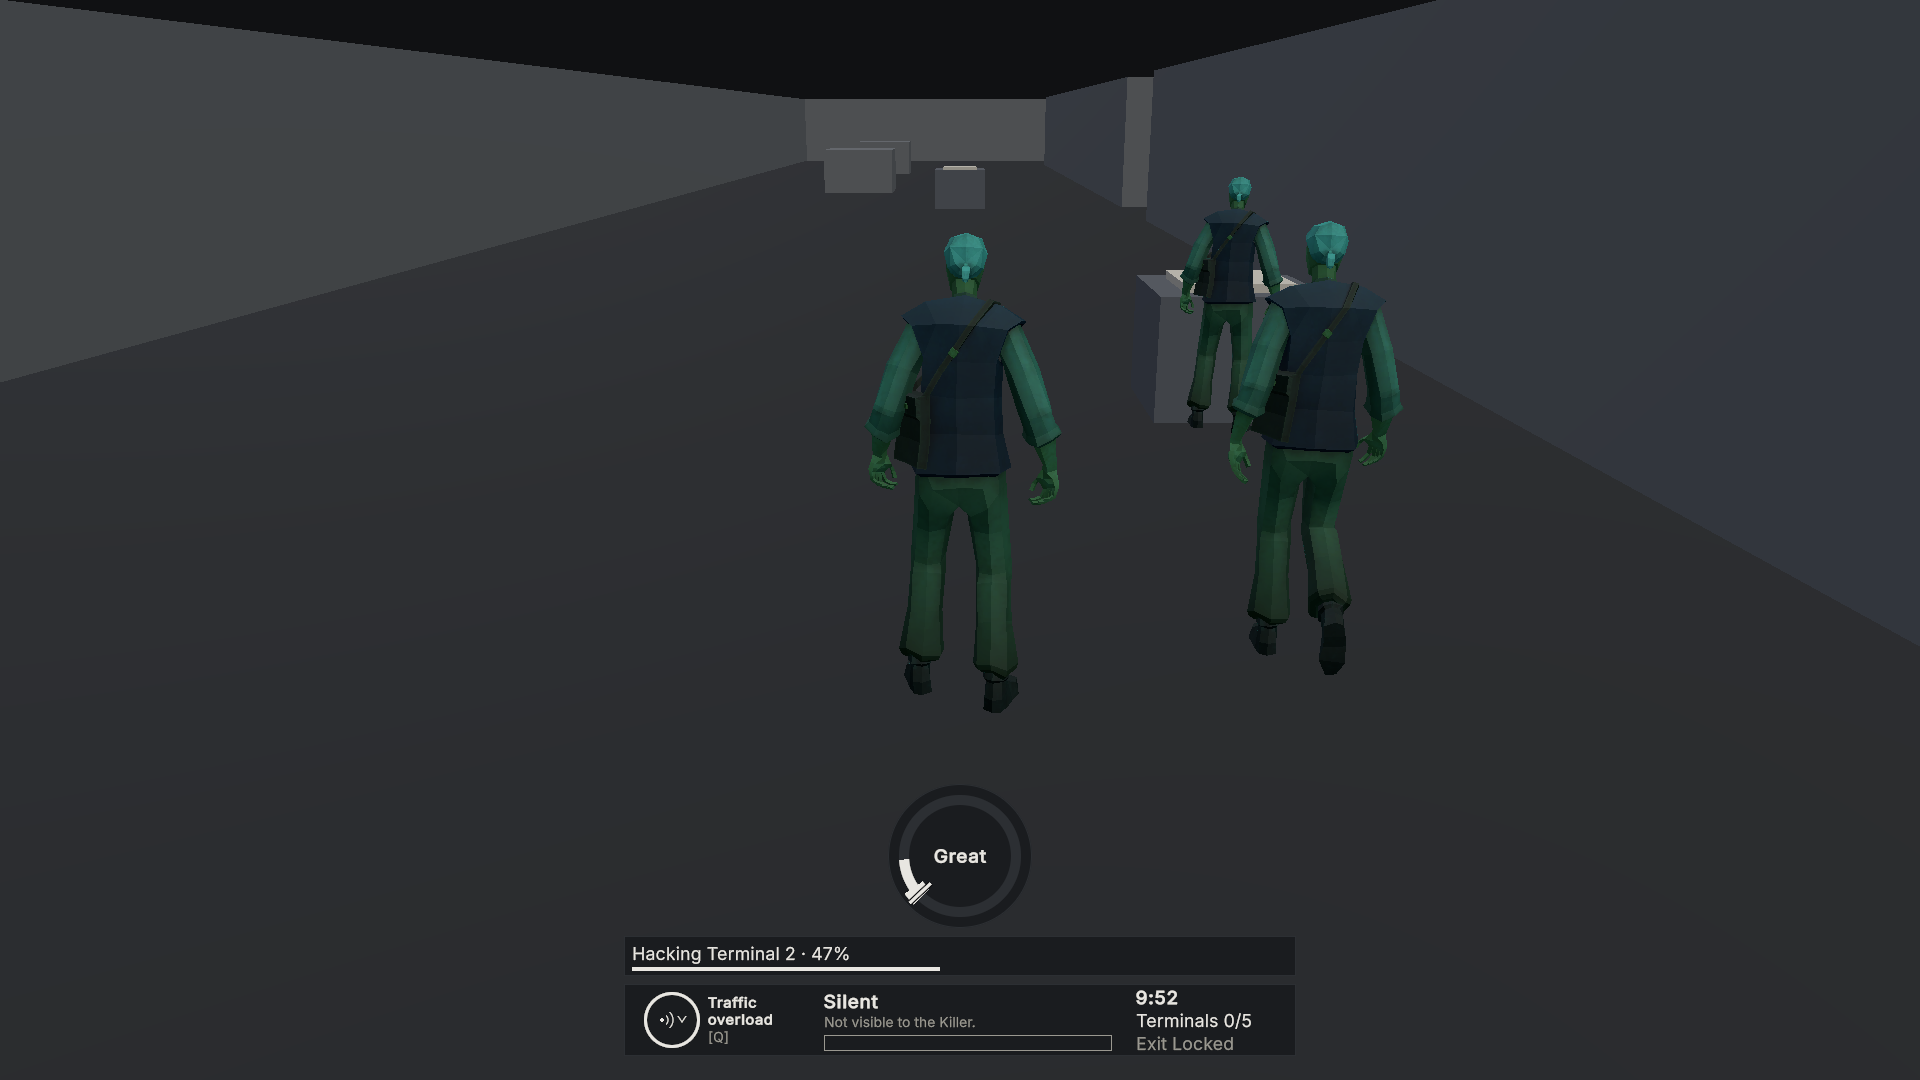 Great
Hacking Terminal 2 · 47%
Traffic
overload
[Q]
Silent
Not visible to the Killer.
9:52
Terminals 0/5
Exit Locked